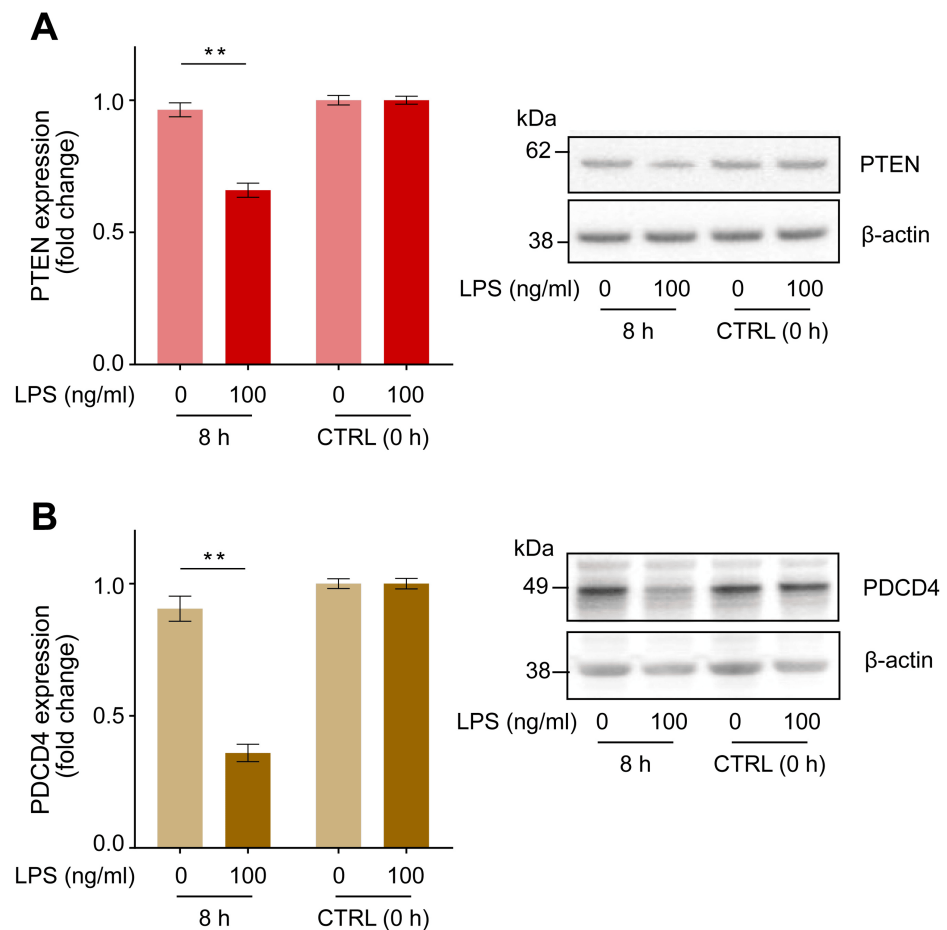 A
PTEN expression
(fold change)
**
1.0
0.5
0.0
LPS (ng/ml) 0 100 0 100
8 h CTRL (0 h)
kDa
62
PTEN
38
β-actin
LPS (ng/ml) 0 100 0 100
8 h CTRL (0 h)
B
PDCD4 expression
(fold change)
**
1.0
0.5
0.0
LPS (ng/ml) 0 100 0 100
8 h CTRL (0 h)
kDa
49
PDCD4
38
β-actin
LPS (ng/ml) 0 100 0 100
8 h CTRL (0 h)